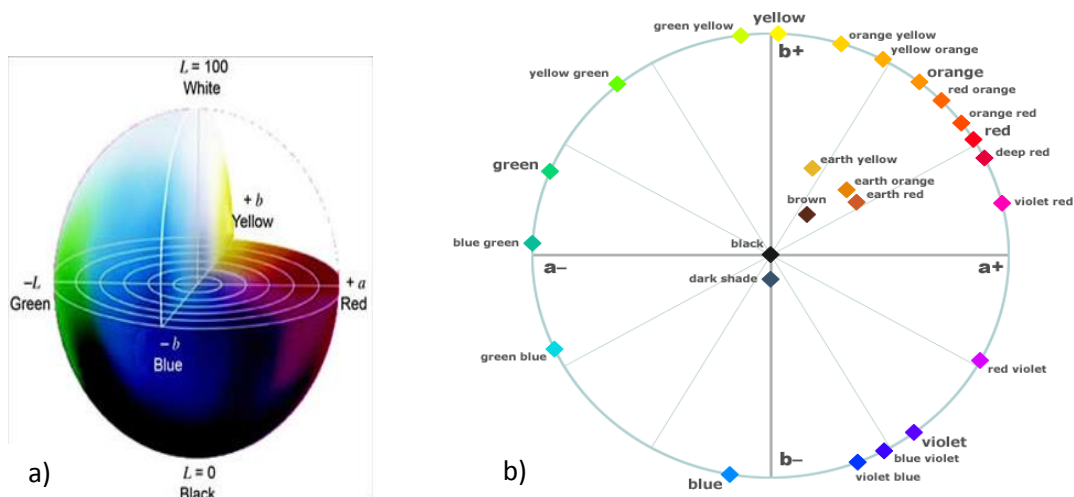 L = 100
White
+ b
Yellow
–L
Green
+ a
Red
– b
Blue
L = 0
Black
a)
green yellow
yellow
orange yellow
yellow orange
b+
yellow green
orange
red orange
orange red
red
deep red
green
earth yellow
earth orange
earth red
brown
violet red
blue green
black
a–
a+
dark shade
green blue
red violet
violet
blue violet
violet blue
b–
blue
b)